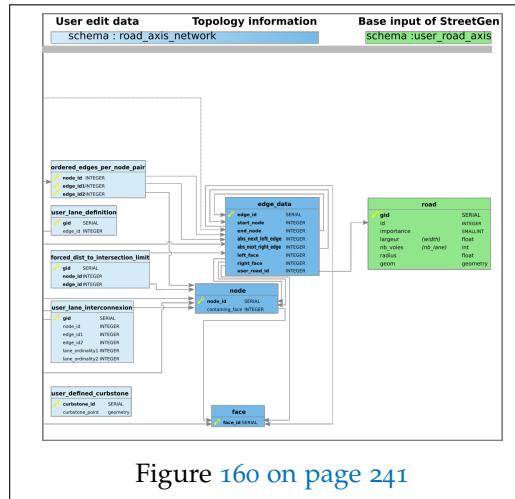 User edit data Topology information Base input of StreetGen
schema : road_axis_network schema :user_road_axis
ordered_edges_per_node_pair
node_id INTEGER
edge_id1 INTEGER
edge_id2 INTEGER
user_lane_definition
gid SERIAL
edge_id INTEGER
forced_dist_to_intersection_limit
gid SERIAL
node_id INTEGER
edge_id INTEGER
user_lane_interconnexion
gid SERIAL
node_id INTEGER
edge_id1 INTEGER
edge_id2 INTEGER
lane_ordinality1 INTEGER
lane_ordinality2 INTEGER
user_defined_curbstone
curbstone_id SERIAL
curbstone_point geometry
edge_data
edge_id SERIAL
start_node INTEGER
end_node INTEGER
abs_next_left_edge INTEGER
abs_next_right_edge INTEGER
left_face INTEGER
right_face INTEGER
user_road_id INTEGER
node
node_id SERIAL
containing_face INTEGER
face
face_id SERIAL
road
gid SERIAL
id INTEGER
importance SMALLINT
largeur (width) float
nb_voies (nb_lane) int
radius float
geom geometry
Figure 160 on page 241